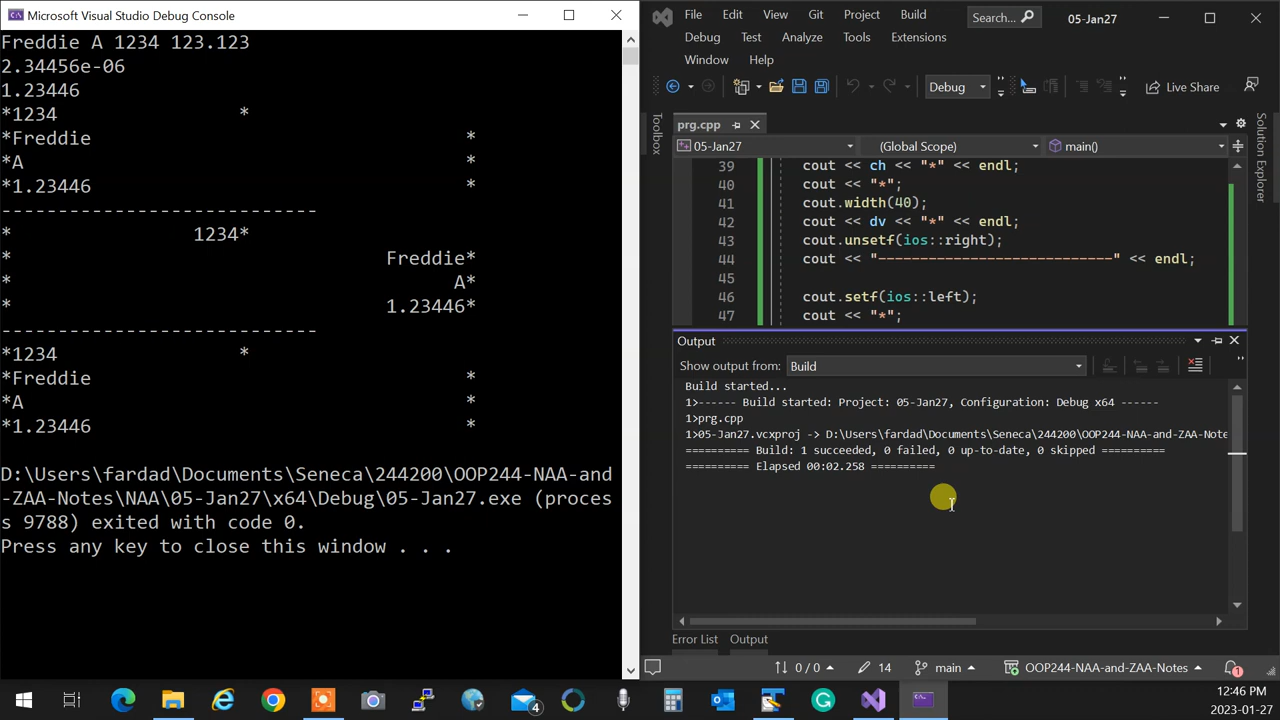 Microsoft Visual Studio Debug Console
Freddie A 1234 123.123
2.34456e-06
1.23446
*1234                    *
*Freddie                                 *
*A                                       *
*1.23446                                 *
----------------------------
*                1234*
*                                 Freddie*
*                                       A*
*                                 1.23446*
----------------------------
*1234                    *
*Freddie                                 *
*A                                       *
*1.23446                                 *
D:\Users\fardad\Documents\Seneca\244200\OOP244-NAA-and
-ZAA-Notes\NAA\05-Jan27\x64\Debug\05-Jan27.exe (proces
s 9788) exited with code 0.
Press any key to close this window . . .
File Edit View Git Project Build Search... 05-Jan27
Debug Test Analyze Tools Extensions
Window Help
Debug Live Share
Toolbox
prg.cpp
Solution Explorer
05-Jan27 (Global Scope) main()
39 cout << ch << "*" << endl;
40 cout << "*";
41 cout.width(40);
42 cout << dv << "*" << endl;
43 cout.unsetf(ios::right);
44 cout << "----------------------------" << endl;
45
46 cout.setf(ios::left);
47 cout << "*";
Output
Show output from: Build
Build started...
1>------ Build started: Project: 05-Jan27, Configuration: Debug x64 ------
1>prg.cpp
1>05-Jan27.vcxproj -> D:\Users\fardad\Documents\Seneca\244200\OOP244-NAA-and-ZAA-Note
========== Build: 1 succeeded, 0 failed, 0 up-to-date, 0 skipped ==========
========== Elapsed 00:02.258 ==========
Error List Output
0 / 0 14 main OOP244-NAA-and-ZAA-Notes 1
4
12:46 PM
2023-01-27